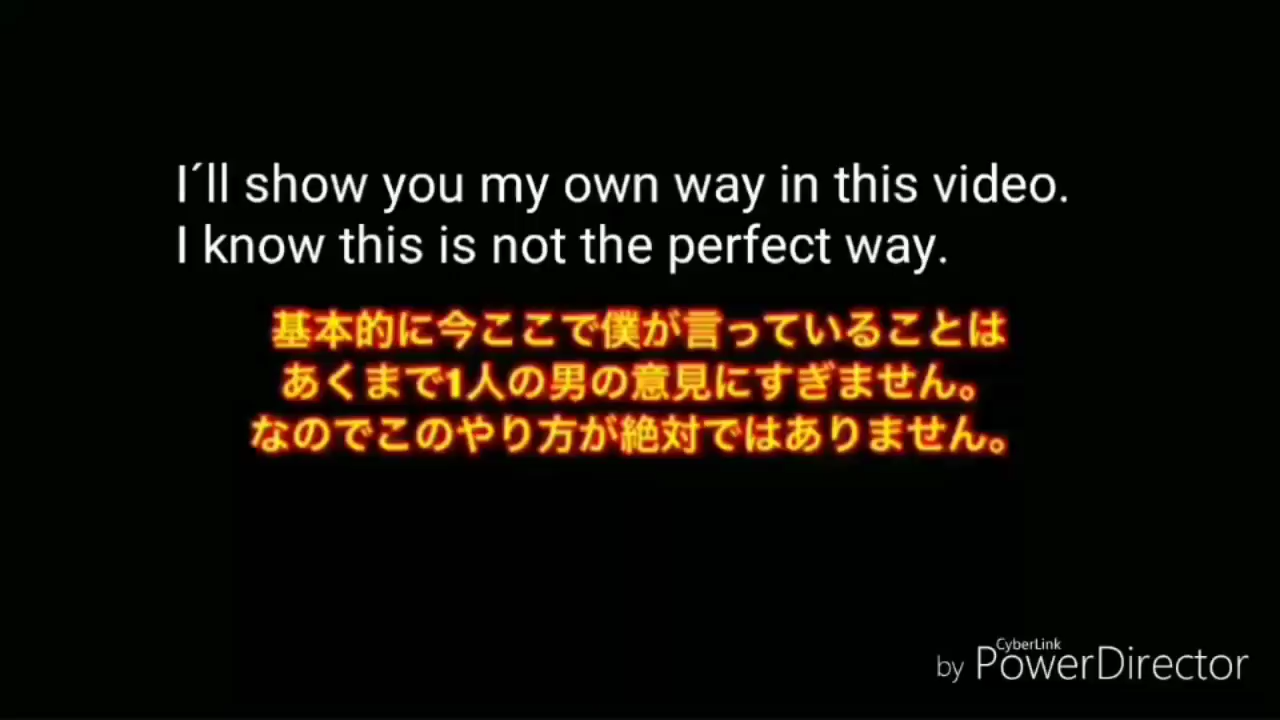 I´ll show you my own way in this video.
I know this is not the perfect way.
基本的に今ここで僕が言っていることは
あくまで1人の男の意見にすぎません。
なのでこのやり方が絶対ではありません。
CyberLink
by PowerDirector